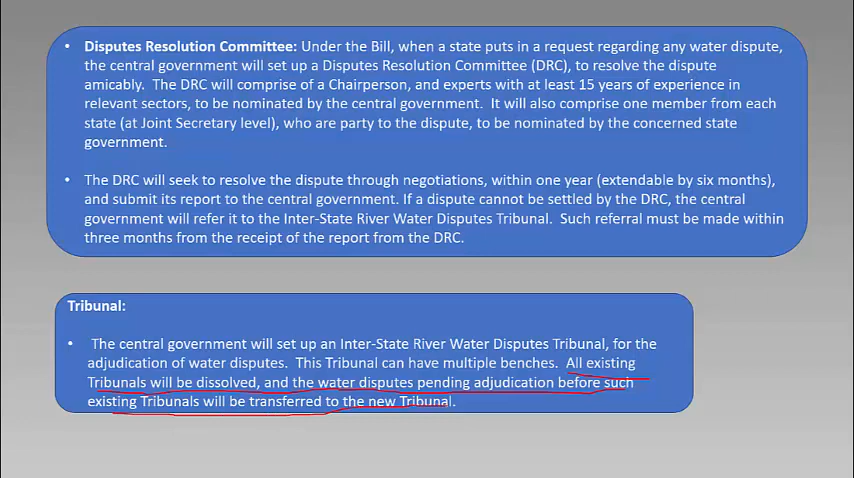 • Disputes Resolution Committee: Under the Bill, when a state puts in a request regarding any water dispute,
the central government will set up a Disputes Resolution Committee (DRC), to resolve the dispute
amicably. The DRC will comprise of a Chairperson, and experts with at least 15 years of experience in
relevant sectors, to be nominated by the central government. It will also comprise one member from each
state (at Joint Secretary level), who are party to the dispute, to be nominated by the concerned state
government.
• The DRC will seek to resolve the dispute through negotiations, within one year (extendable by six months),
and submit its report to the central government. If a dispute cannot be settled by the DRC, the central
government will refer it to the Inter-State River Water Disputes Tribunal. Such referral must be made within
three months from the receipt of the report from the DRC.
Tribunal:
• The central government will set up an Inter-State River Water Disputes Tribunal, for the
adjudication of water disputes. This Tribunal can have multiple benches. All existing
Tribunals will be dissolved, and the water disputes pending adjudication before such
existing Tribunals will be transferred to the new Tribunal.